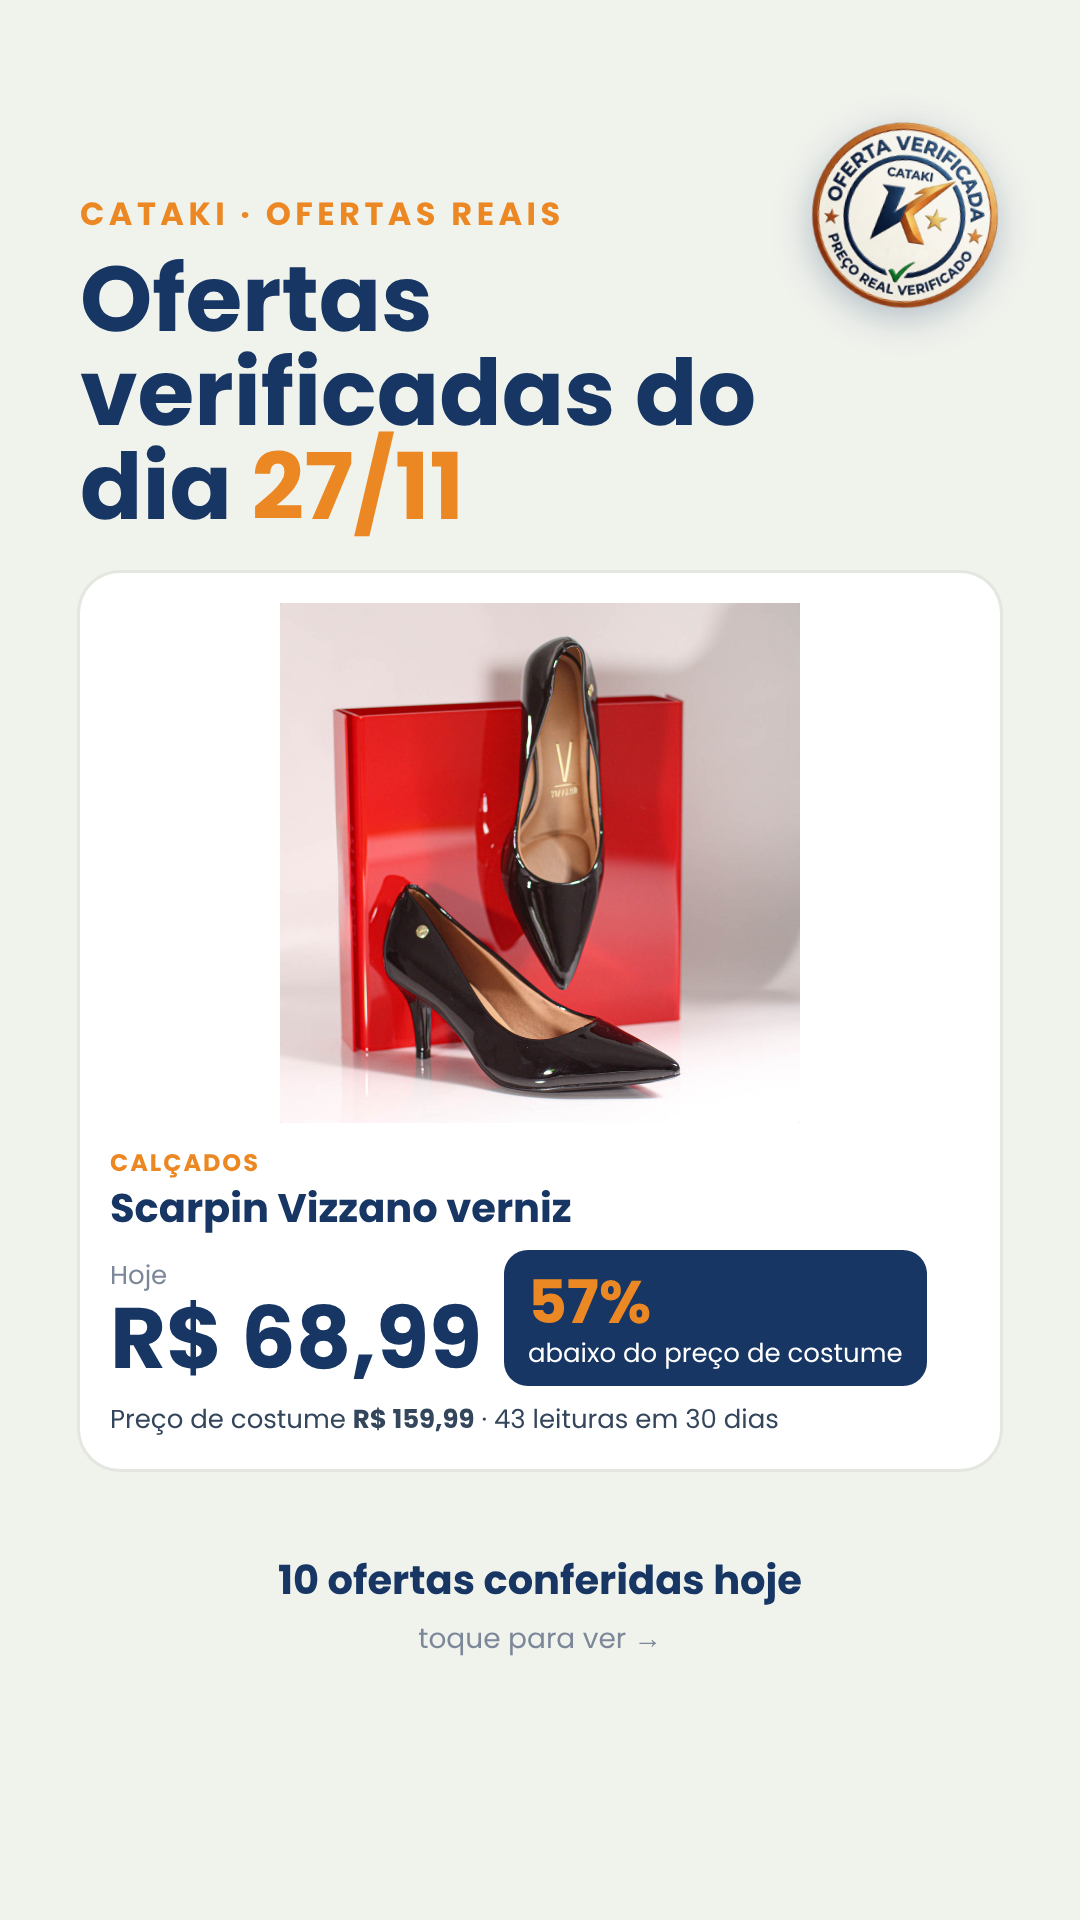 OFERTA VERIFICADA
CATAKI
PREÇO REAL VERIFICADO
CATAKI · OFERTAS REAIS
Ofertas
verificadas do
dia 27/11
V
CALÇADOS
Scarpin Vizzano verniz
Hoje
R$ 68,99
57%
abaixo do preço de costume
Preço de costume R$ 159,99 · 43 leituras em 30 dias
10 ofertas conferidas hoje
toque para ver →